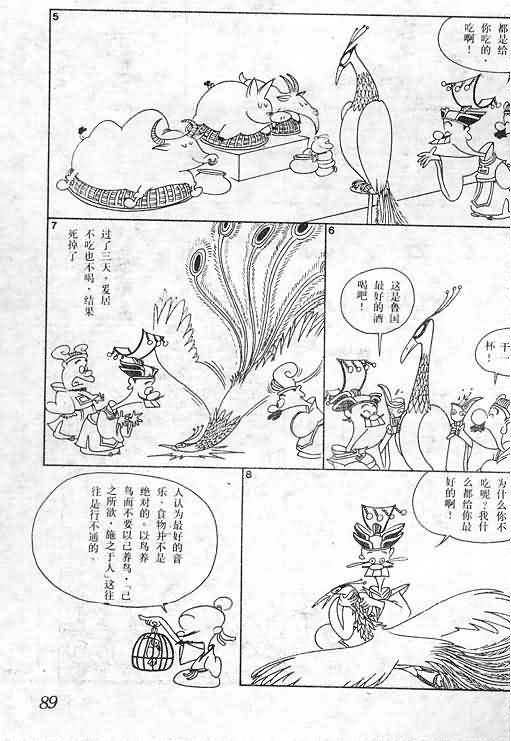 5
都是给
你吃的，
吃啊！
6
干一
杯！
这是鲁国
最好的酒
喝吧！
7
过了三天，爰居
不吃也不喝，结果
死掉了
8
为什么你不
吃呢？我什
么都给你最
好的啊！
人认为最好的音
乐、食物并不是
绝对的。以鸟养
鸟而不要以己养鸟，「己
之所欲，施之于人」这往
往是行不通的。
89